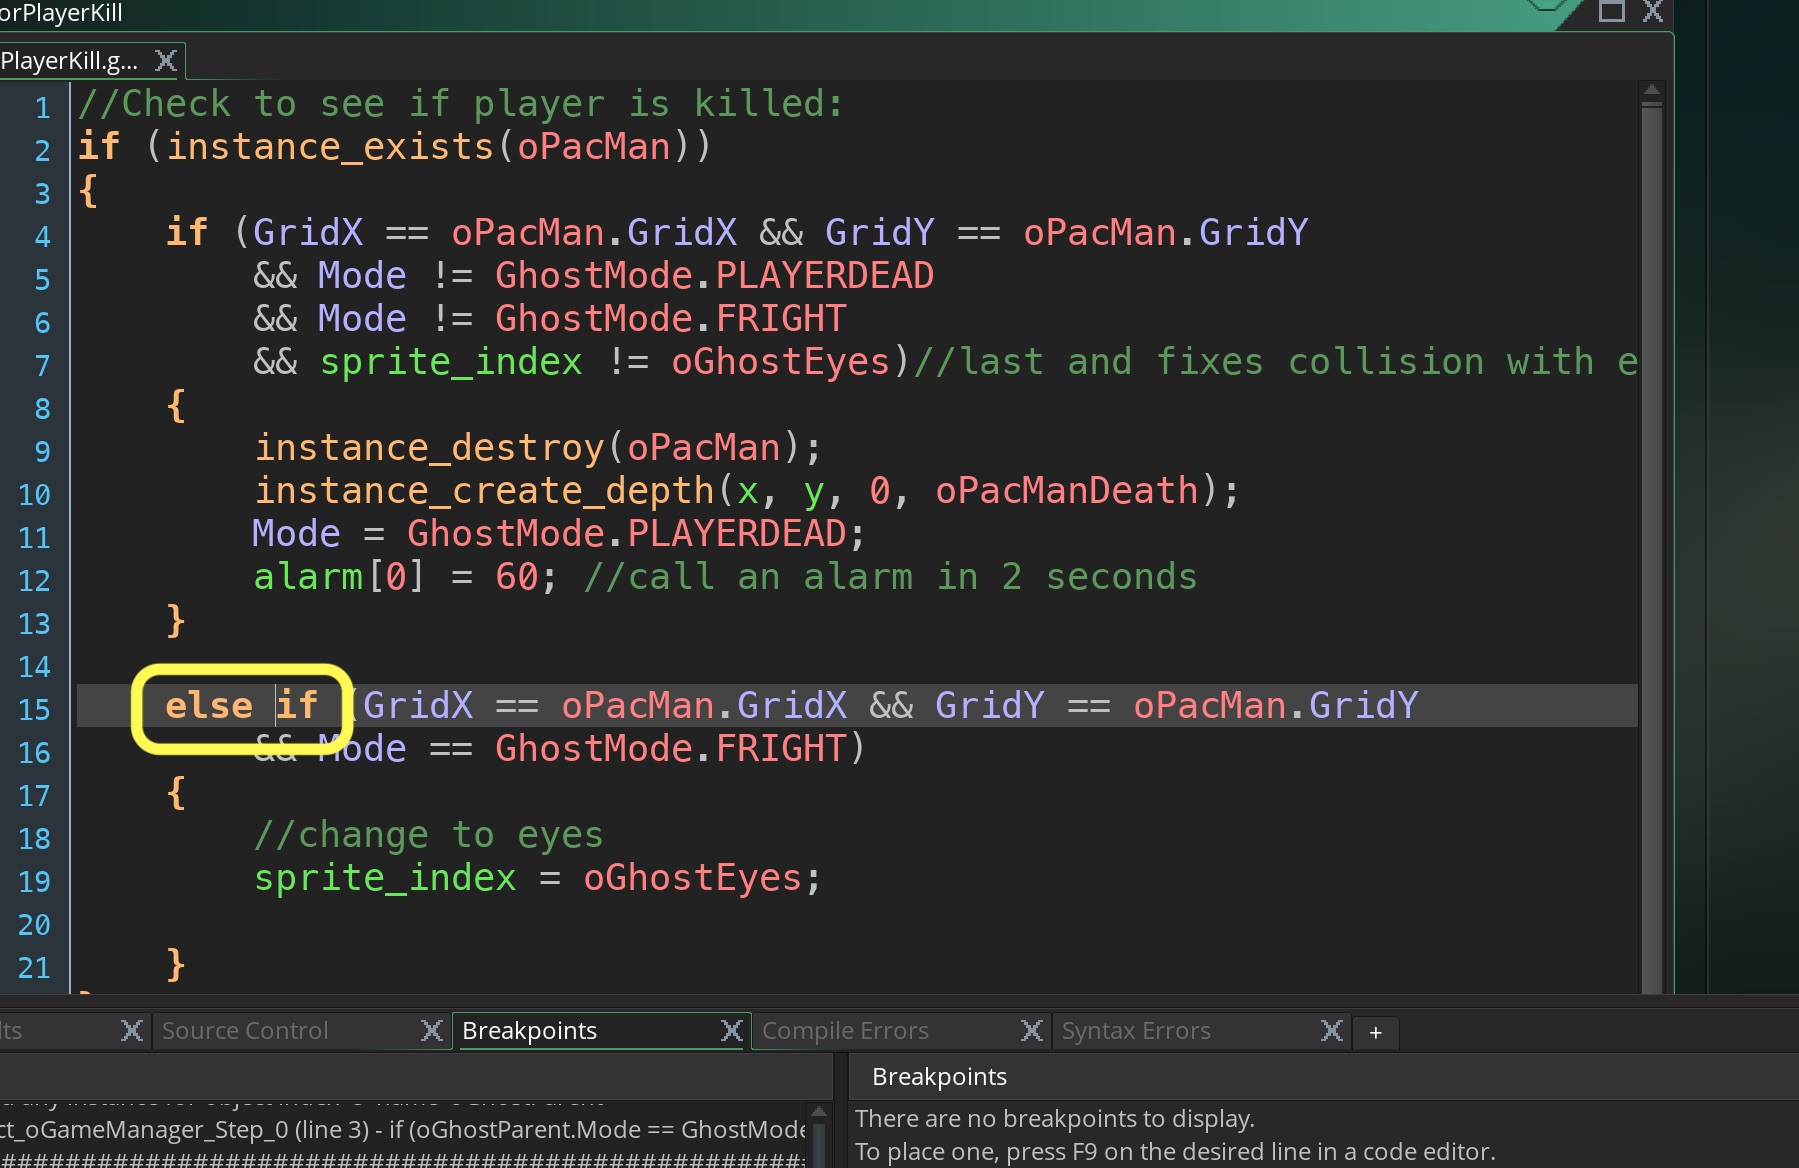 orPlayerKill
PlayerKill.g...
1 //Check to see if player is killed:
2 if (instance_exists(oPacMan))
3 {
4 if (GridX == oPacMan.GridX && GridY == oPacMan.GridY
5 && Mode != GhostMode.PLAYERDEAD
6 && Mode != GhostMode.FRIGHT
7 && sprite_index != oGhostEyes)//last and fixes collision with e
8 {
9 instance_destroy(oPacMan);
10 instance_create_depth(x, y, 0, oPacManDeath);
11 Mode = GhostMode.PLAYERDEAD;
12 alarm[0] = 60; //call an alarm in 2 seconds
13 }
14
15 else if (GridX == oPacMan.GridX && GridY == oPacMan.GridY
16 && Mode == GhostMode.FRIGHT)
17 {
18 //change to eyes
19 sprite_index = oGhostEyes;
20
21 }
lts Source Control Breakpoints Compile Errors Syntax Errors +
Breakpoints
There are no breakpoints to display.
To place one, press F9 on the desired line in a code editor.
ct_oGameManager_Step_0 (line 3) - if (oGhostParent.Mode == GhostMode